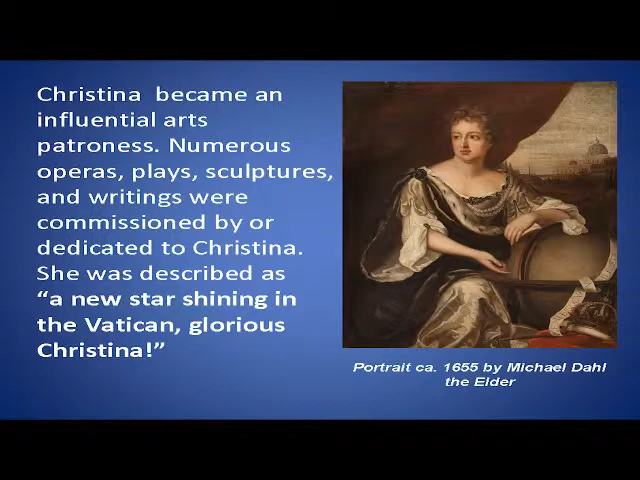 Christina became an
influential arts
patroness. Numerous
operas, plays, sculptures,
and writings were
commissioned by or
dedicated to Christina.
She was described as
“a new star shining in
the Vatican, glorious
Christina!”
Portrait ca. 1655 by Michael Dahl
the Elder